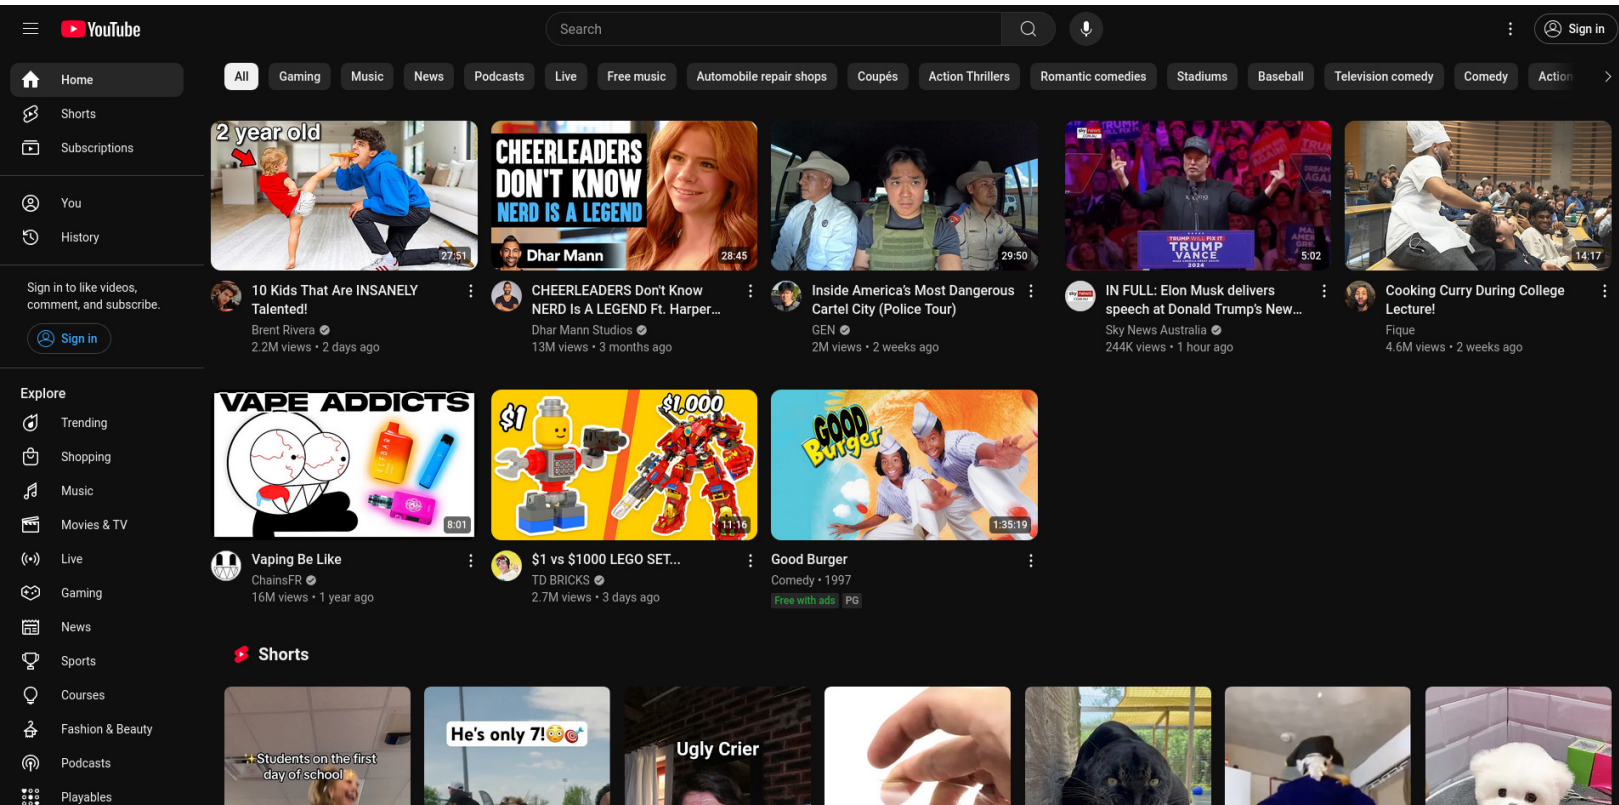 YouTube
Search
Sign in
Home
Shorts
Subscriptions
You
History
Sign in to like videos,
comment, and subscribe.
Sign in
Explore
Trending
Shopping
Music
Movies & TV
Live
Gaming
News
Sports
Courses
Fashion & Beauty
Podcasts
Playables
All
Gaming
Music
News
Podcasts
Live
Free music
Automobile repair shops
Coupés
Action Thrillers
Romantic comedies
Stadiums
Baseball
Television comedy
Comedy
Action
2 year old
27:51
10 Kids That Are INSANELY
Talented!
Brent Rivera
2.2M views • 2 days ago
CHEERLEADERS
DON'T KNOW
NERD IS A LEGEND
Dhar Mann
28:45
CHEERLEADERS Don't Know
NERD Is A LEGEND Ft. Harper...
Dhar Mann Studios
13M views • 3 months ago
29:50
Inside America's Most Dangerous
Cartel City (Police Tour)
GEN
2M views • 2 weeks ago
sky news
.COM.AU
TRUMP WILL FIX IT
TRUMP
VANCE
2024
5:02
IN FULL: Elon Musk delivers
speech at Donald Trump's New...
Sky News Australia
244K views • 1 hour ago
14:17
Cooking Curry During College
Lecture!
Fique
4.6M views • 2 weeks ago
VAPE ADDICTS
8:01
Vaping Be Like
ChainsFR
16M views • 1 year ago
$1
$1,000
11:16
$1 vs $1000 LEGO SET...
TD BRICKS
2.7M views • 3 days ago
GOOD
Burger
1:35:19
Good Burger
Comedy • 1997
Free with ads
PG
Shorts
✨Students on the first
day of school✨
He's only 7!😳🎯
Ugly Crier